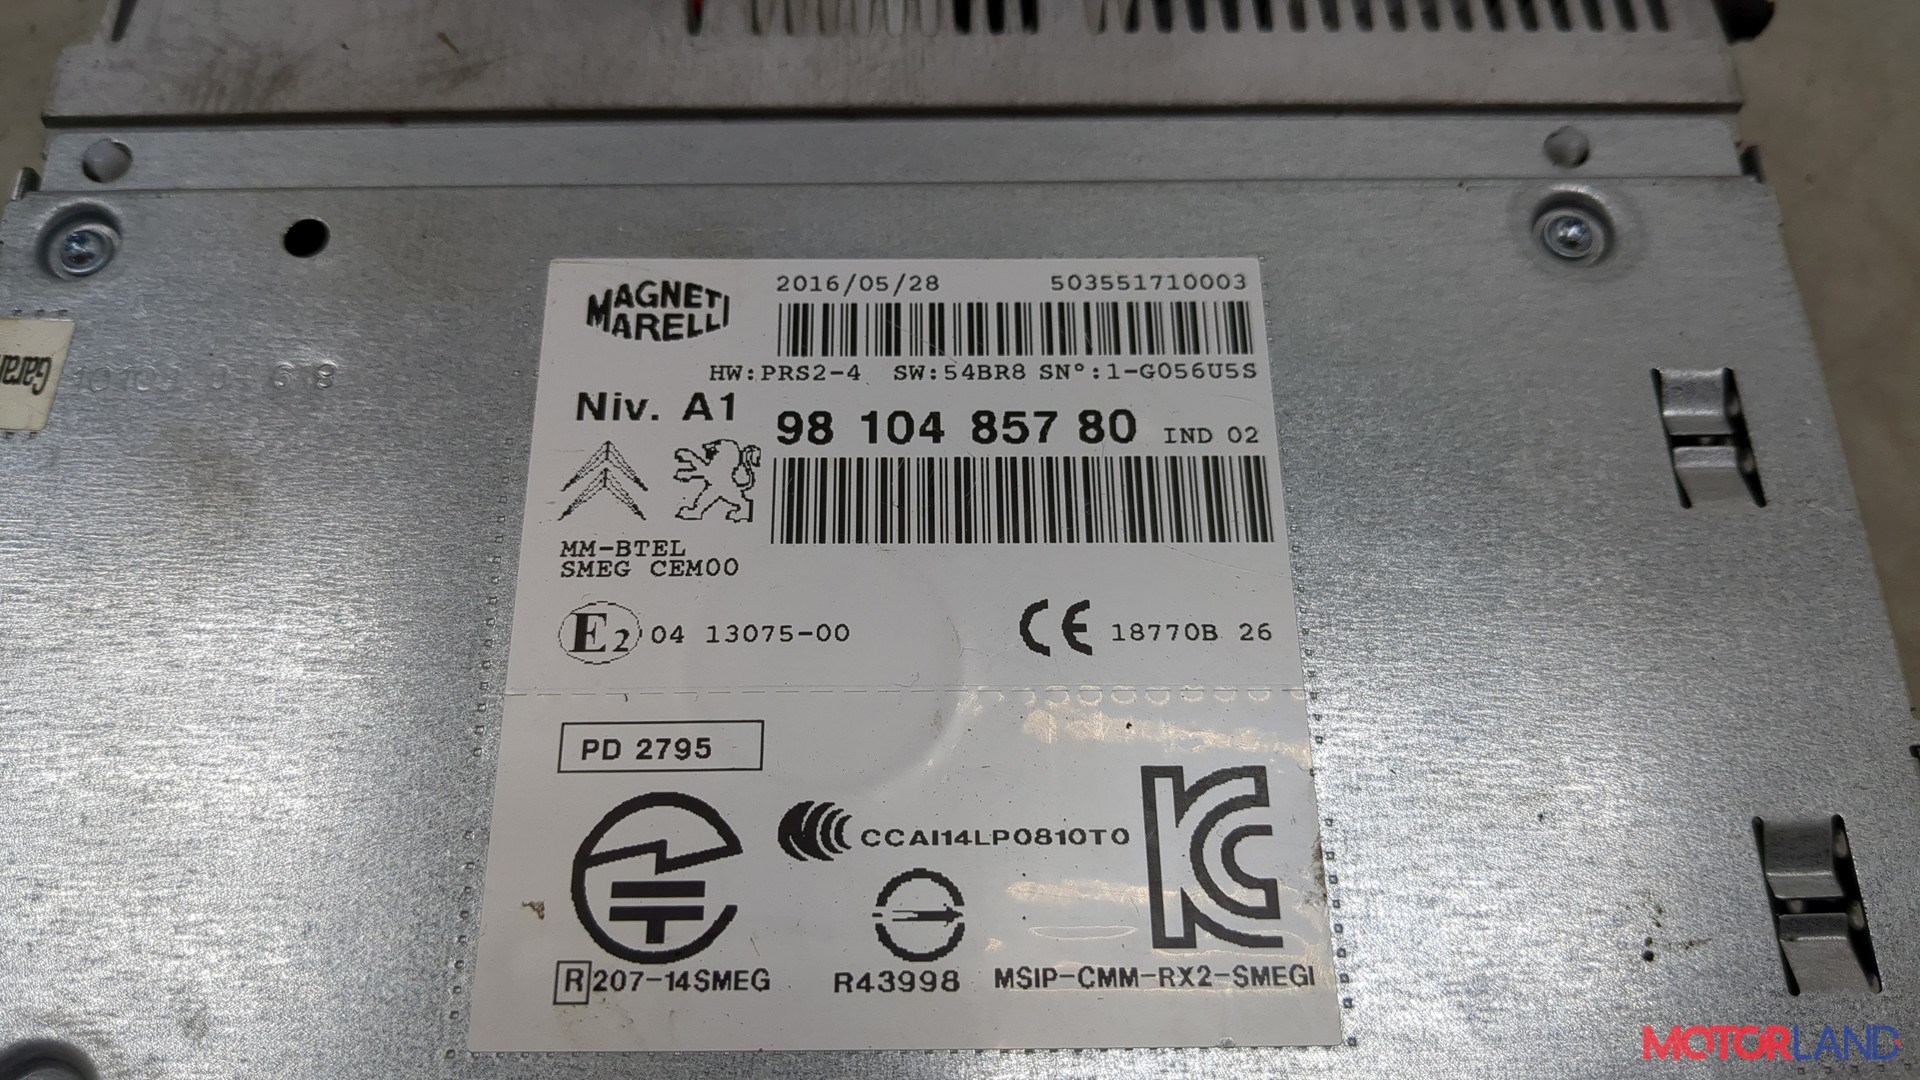 2016/05/28 503551710003
MAGNETI
MARELLI
HW:PRS2-4 SW:54BR8 SN°:1-G056U5S
Niv. A1
98 104 857 80 IND 02
MM-BTEL
SMEG CEM00
E2 04 13075-00
CE 18770B 26
PD 2795
CCAI14LP0810T0
R 207-14SMEG
R43998
MSIP-CMM-RX2-SMEGI
MOTORLAND